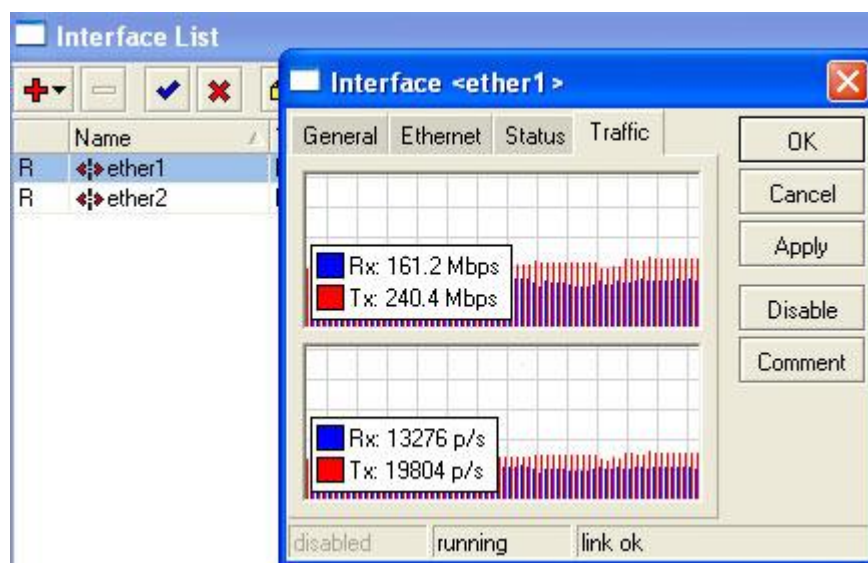 Interface List
Name
R ether1
R ether2
Interface <ether1>
General Ethernet Status Traffic
Rx: 161.2 Mbps
Tx: 240.4 Mbps
Rx: 13276 p/s
Tx: 19804 p/s
OK
Cancel
Apply
Disable
Comment
disabled running link ok